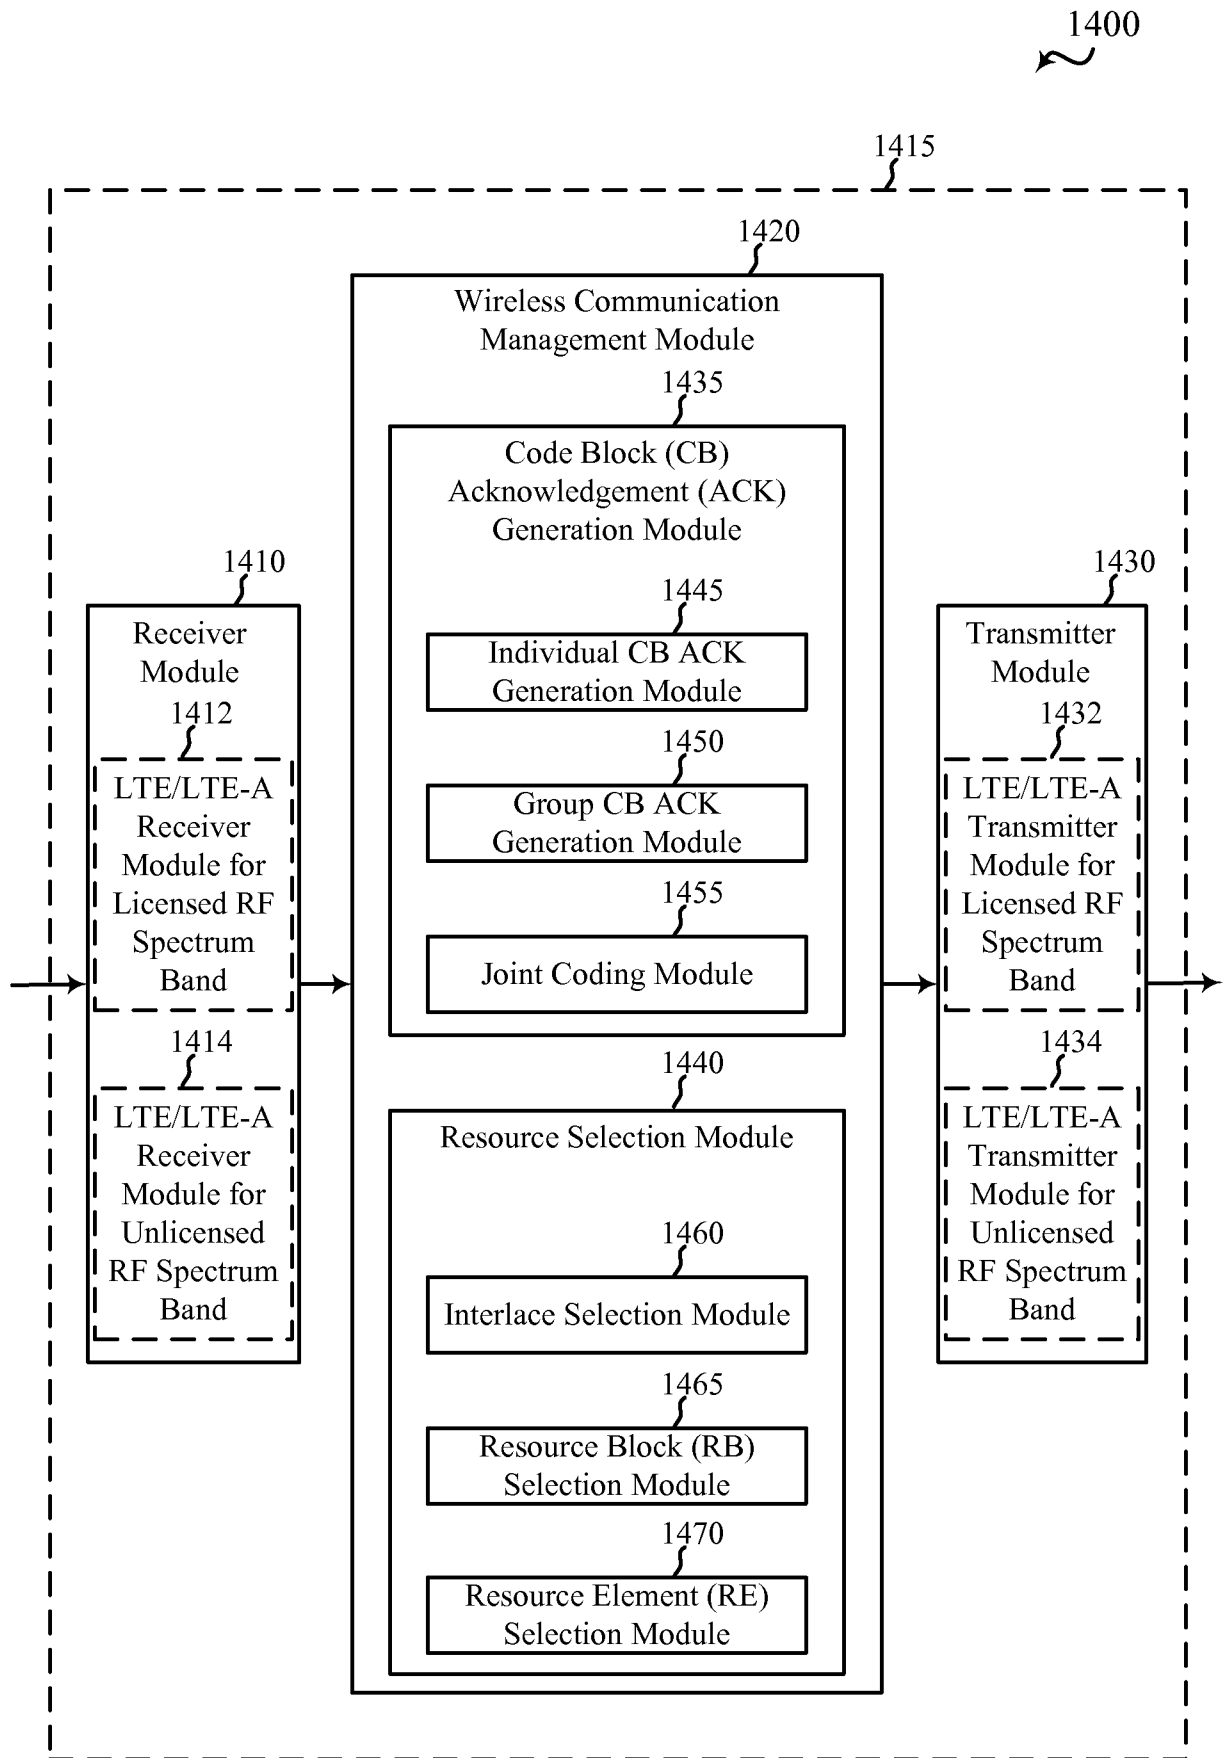 1400
1415
1420
Wireless Communication
Management Module
1435
Code Block (CB)
Acknowledgement (ACK)
Generation Module
1445
Individual CB ACK
Generation Module
1450
Group CB ACK
Generation Module
1455
Joint Coding Module
1440
Resource Selection Module
1460
Interlace Selection Module
1465
Resource Block (RB)
Selection Module
1470
Resource Element (RE)
Selection Module
1410
Receiver
Module
1412
LTE/LTE-A
Receiver
Module for
Licensed RF
Spectrum
Band
1414
LTE/LTE-A
Receiver
Module for
Unlicensed
RF Spectrum
Band
1430
Transmitter
Module
1432
LTE/LTE-A
Transmitter
Module for
Licensed RF
Spectrum
Band
1434
LTE/LTE-A
Transmitter
Module for
Unlicensed
RF Spectrum
Band